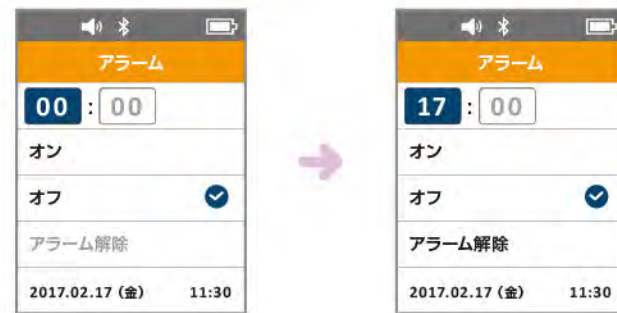 アラーム
00 : 00
オン
オフ
アラーム解除
2017.02.17（金） 11:30
アラーム
17 : 00
オン
オフ
アラーム解除
2017.02.17（金） 11:30